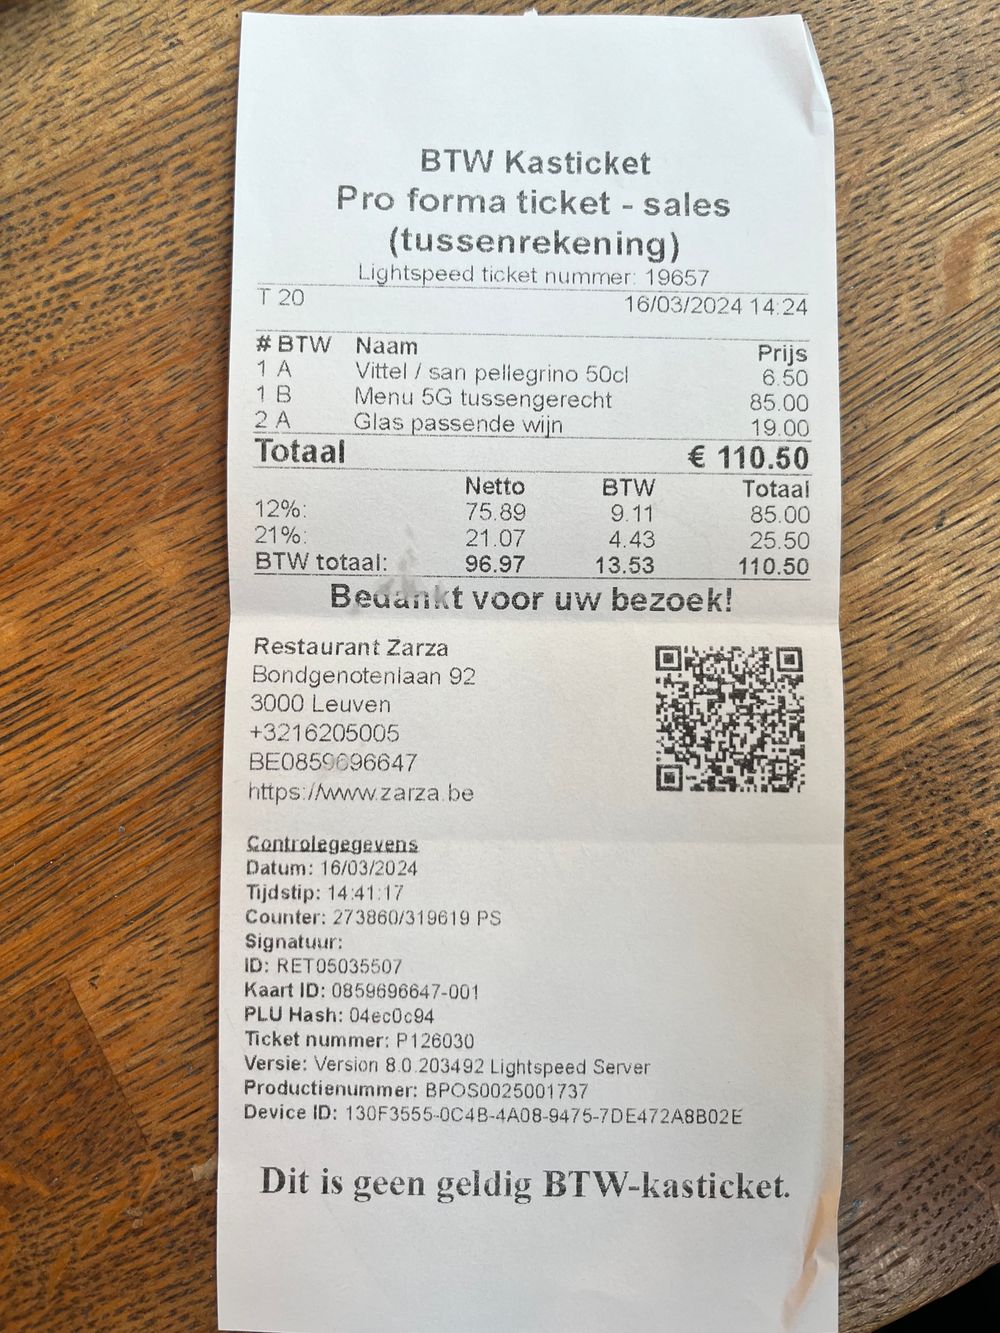 BTW Kasticket
Pro forma ticket - sales
(tussenrekening)
Lightspeed ticket nummer: 19657
T 20 16/03/2024 14:24
# BTW Naam Prijs
1 A Vittel / san pellegrino 50cl 6.50
1 B Menu 5G tussengerecht 85.00
2 A Glas passende wijn 19.00
Totaal € 110.50
Netto BTW Totaal
12%: 75.89 9.11 85.00
21%: 21.07 4.43 25.50
BTW totaal: 96.97 13.53 110.50
Bedankt voor uw bezoek!
Restaurant Zarza
Bondgenotenlaan 92
3000 Leuven
+3216205005
BE0859696647
https://www.zarza.be
Controlegegevens
Datum: 16/03/2024
Tijdstip: 14:41:17
Counter: 273860/319619 PS
Signatuur:
ID: RET05035507
Kaart ID: 0859696647-001
PLU Hash: 04ec0c94
Ticket nummer: P126030
Versie: Version 8.0.203492 Lightspeed Server
Productienummer: BPOS0025001737
Device ID: 130F3555-0C4B-4A08-9475-7DE472A8B02E
Dit is geen geldig BTW-kasticket.